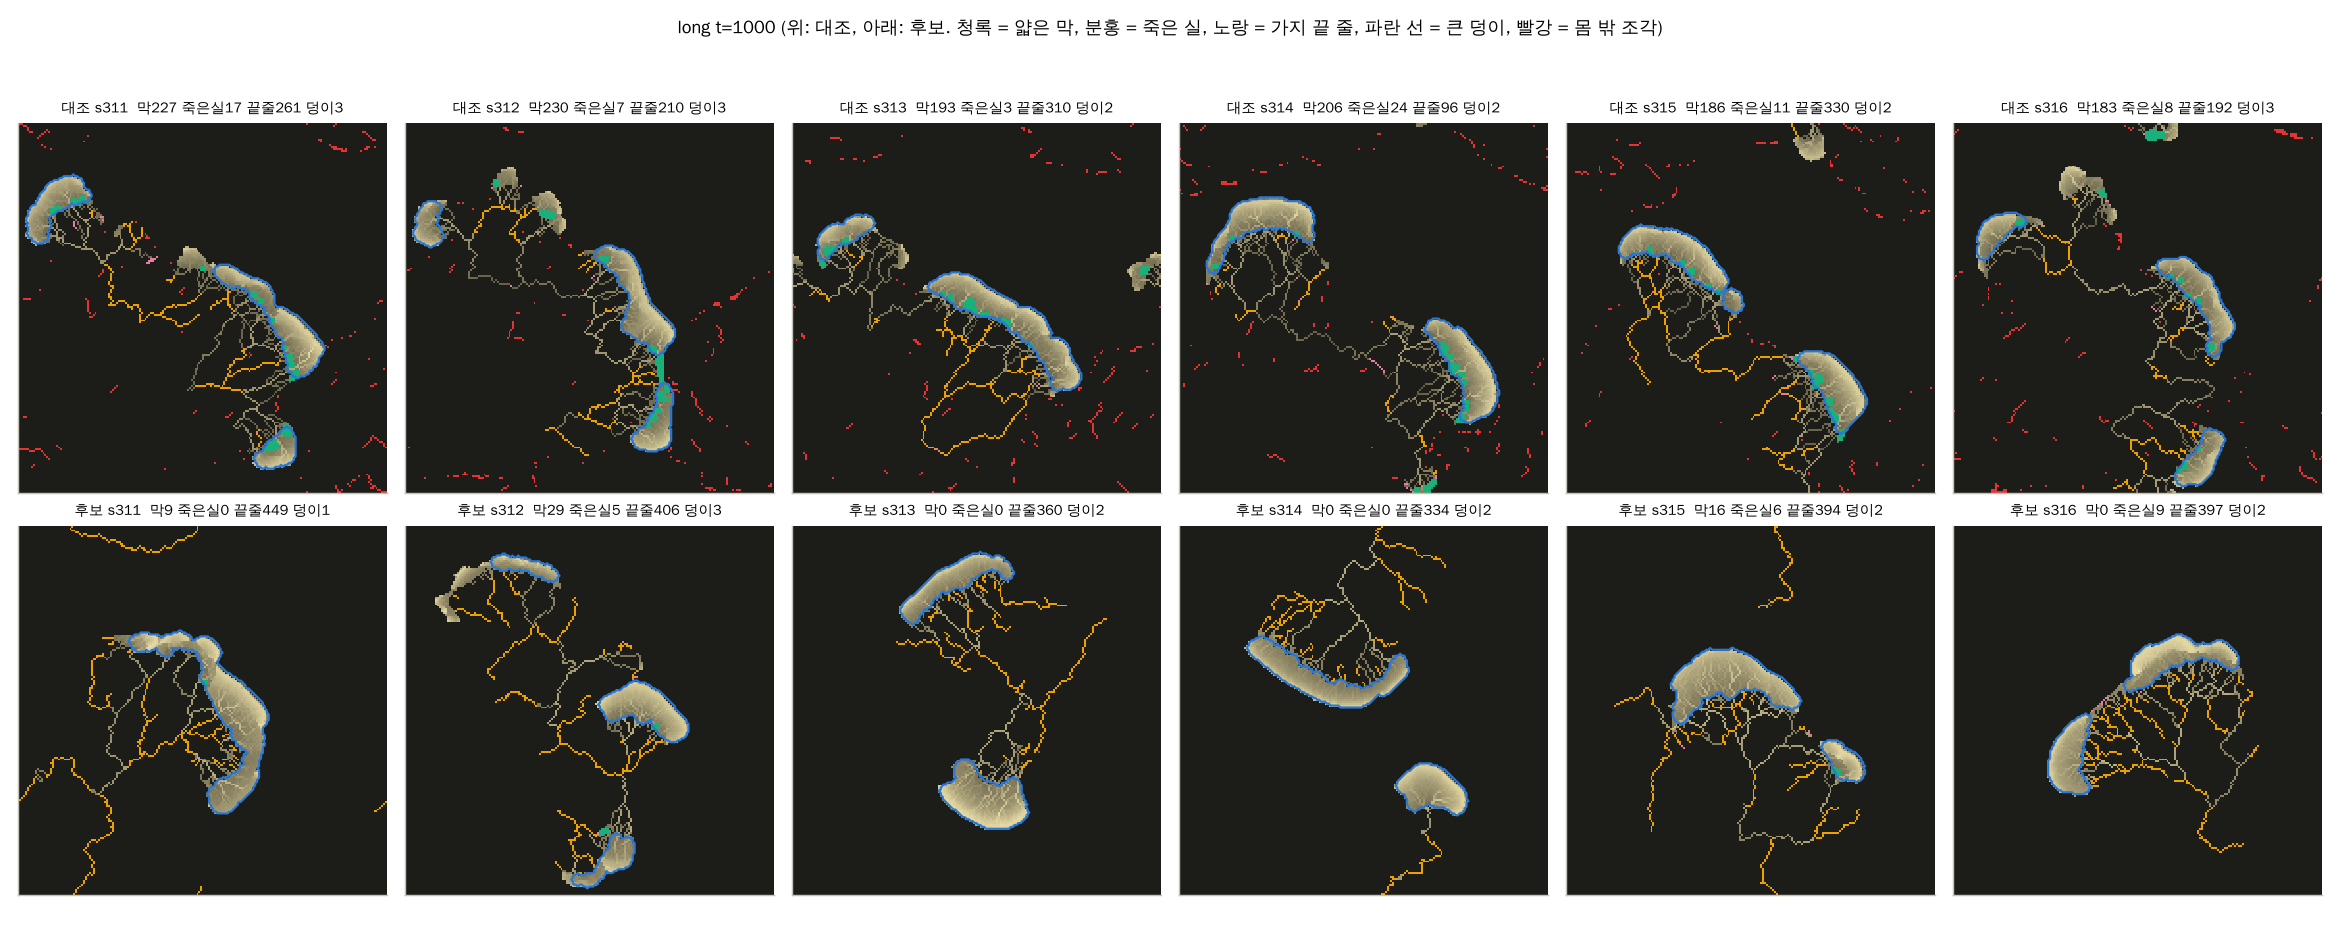 long t=1000 (위: 대조, 아래: 후보. 청록 = 얇은 막, 분홍 = 죽은 실, 노랑 = 가지 끝 줄, 파란 선 = 큰 덩이, 빨강 = 몸 밖 조각)
대조 s311 막227 죽은실17 끝줄261 덩이3
대조 s312 막230 죽은실7 끝줄210 덩이3
대조 s313 막193 죽은실3 끝줄310 덩이2
대조 s314 막206 죽은실24 끝줄96 덩이2
대조 s315 막186 죽은실11 끝줄330 덩이2
대조 s316 막183 죽은실8 끝줄192 덩이3
후보 s311 막9 죽은실0 끝줄449 덩이1
후보 s312 막29 죽은실5 끝줄406 덩이3
후보 s313 막0 죽은실0 끝줄360 덩이2
후보 s314 막0 죽은실0 끝줄334 덩이2
후보 s315 막16 죽은실6 끝줄394 덩이2
후보 s316 막0 죽은실9 끝줄397 덩이2